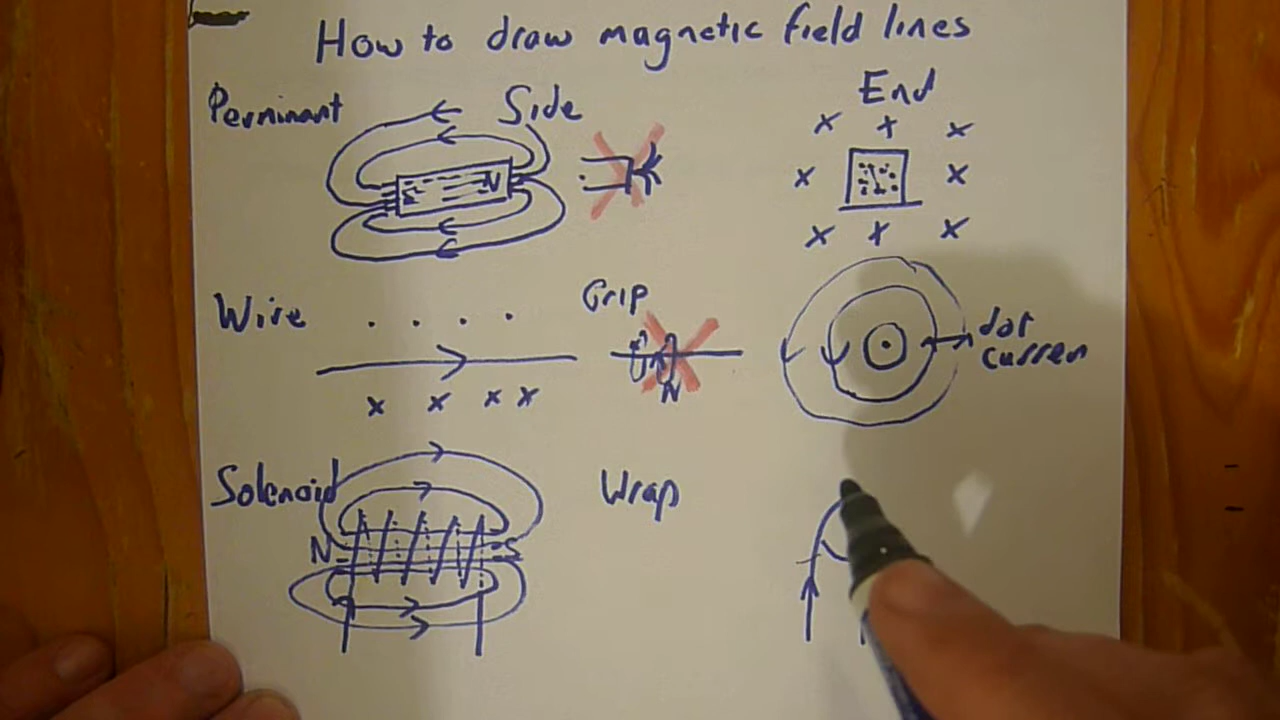 How to draw magnetic field lines
Perminant
Side
End
N
S
Wire
Grip
N
dot
curren
Solenoid
Wrap
N
S